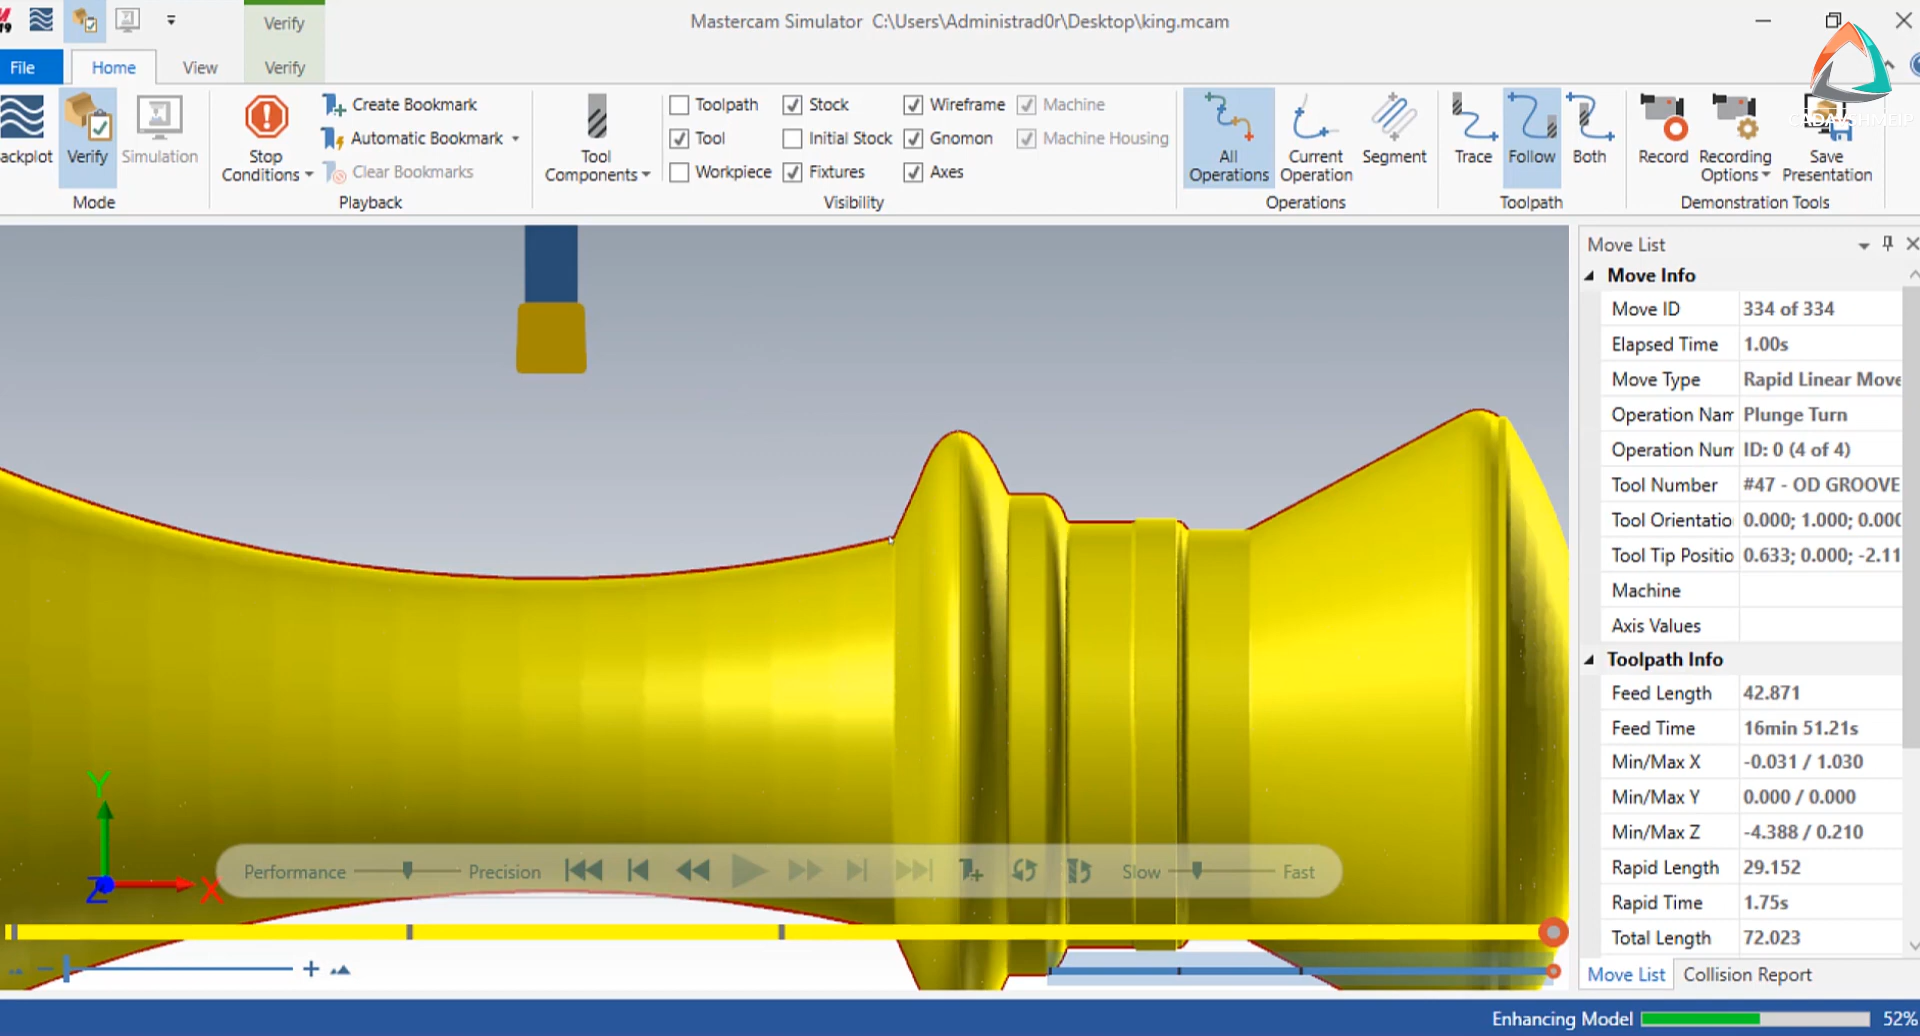 19
Verify
Mastercam Simulator C:\Users\Administrad0r\Desktop\king.mcam
File
Home
View
Verify
ackplot
Verify
Simulation
Mode
Stop
Conditions
Create Bookmark
Automatic Bookmark
Clear Bookmarks
Playback
Tool
Components
Toolpath
Tool
Workpiece
Stock
Initial Stock
Fixtures
Wireframe
Gnomon
Axes
Machine
Machine Housing
Visibility
All
Operations
Current
Operation
Segment
Operations
Trace
Follow
Both
Toolpath
Record
Recording
Options
Save
Presentation
Demonstration Tools
Move List
Move Info
Move ID 334 of 334
Elapsed Time 1.00s
Move Type Rapid Linear Move
Operation Nam Plunge Turn
Operation Num ID: 0 (4 of 4)
Tool Number #47 - OD GROOVE
Tool Orientatio 0.000; 1.000; 0.000
Tool Tip Positio 0.633; 0.000; -2.11
Machine
Axis Values
Toolpath Info
Feed Length 42.871
Feed Time 16min 51.21s
Min/Max X -0.031 / 1.030
Min/Max Y 0.000 / 0.000
Min/Max Z -4.388 / 0.210
Rapid Length 29.152
Rapid Time 1.75s
Total Length 72.023
Y
Z
X
Performance
Precision
Slow
Fast
Move List
Collision Report
Enhancing Model
52%